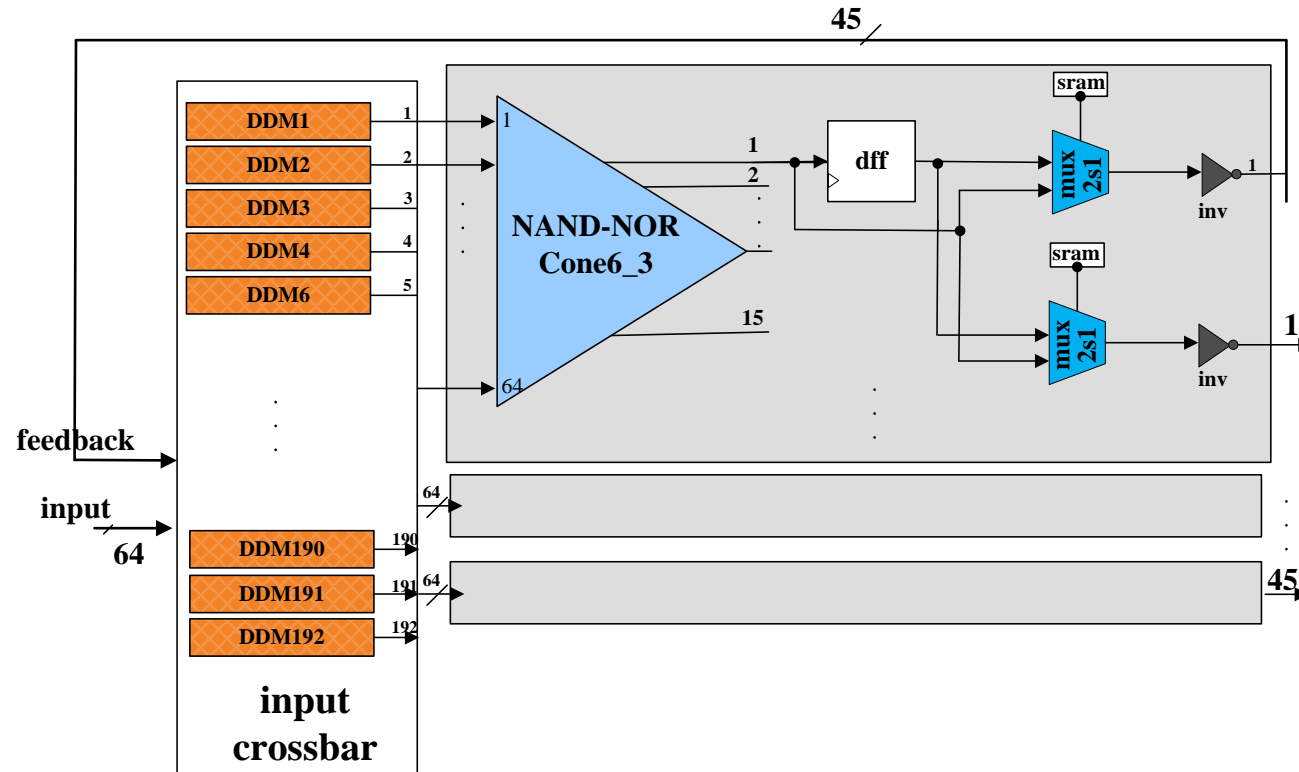 45
sram
DDM1
1
1
DDM2
2
1
dff
mux
2s1
1
DDM3
3
2
inv
DDM4
4
NAND-NOR
Cone6_3
DDM6
5
sram
15
mux
2s1
1
inv
64
feedback
input
64
64
DDM190
190
DDM191
191
64
45
DDM192
192
input
crossbar